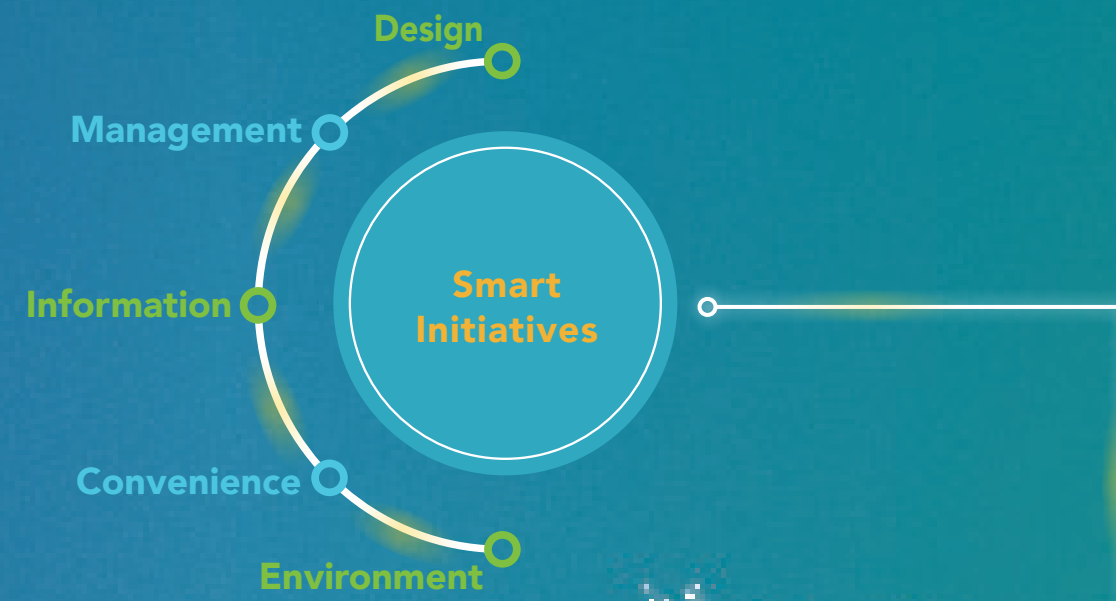 Design
Management
Information
Smart
Initiatives
Convenience
Environment